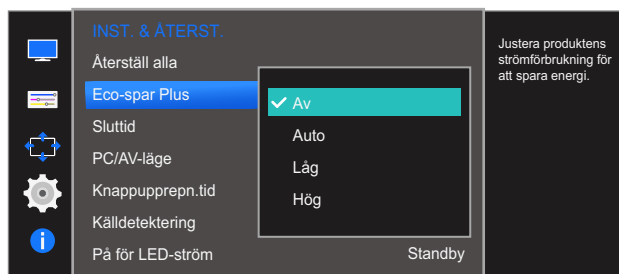 INST. & ÅTERST.
Återställ alla
Eco-spar Plus
Sluttid
PC/AV-läge
Knappupprepn.tid
Källdetektering
På för LED-ström
Standby
Av
Auto
Låg
Hög
Justera produktens
strömförbrukning för
att spara energi.